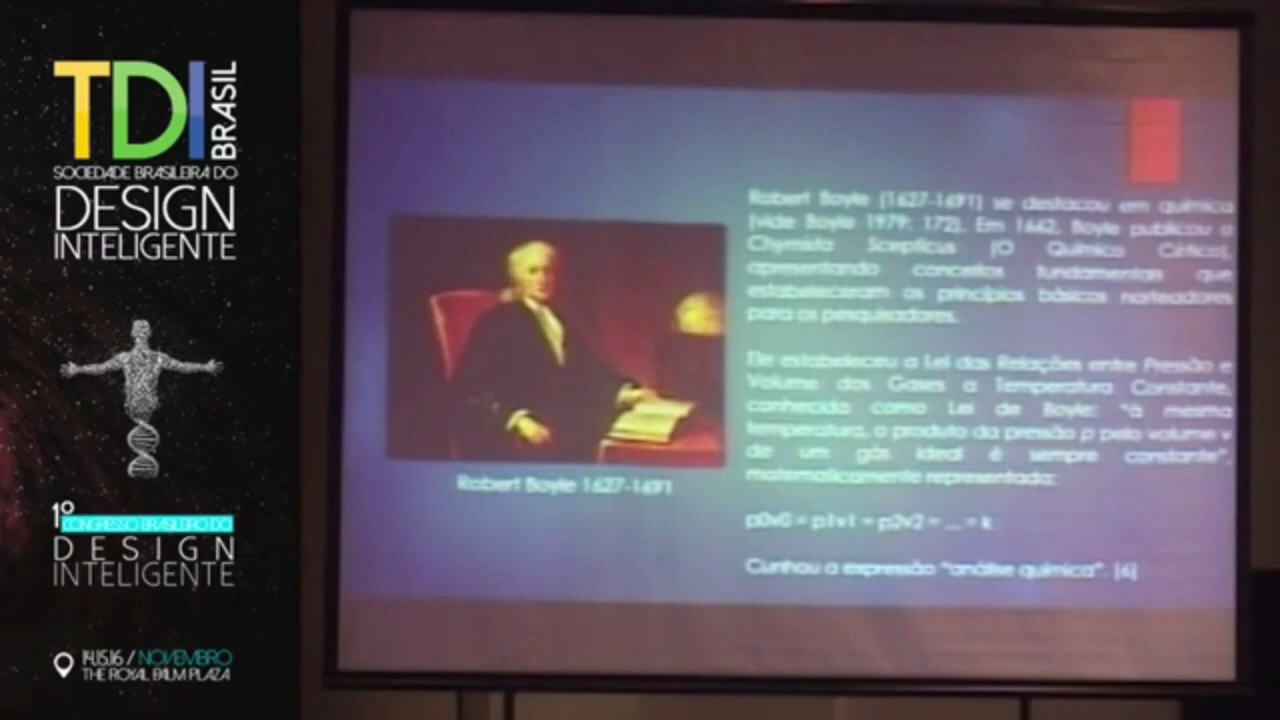 TDI BRASIL
SOCIEDADE BRASILEIRA DO
DESIGN
INTELIGENTE
1º
CONGRESSO BRASILEIRO DO
DESIGN
INTELIGENTE
14.15.16 / NOVEMBRO
THE ROYAL PALM PLAZA
Robert Boyle 1627-1691
Robert Boyle (1627-1691) se destacou em química
(vide Boyle 1979: 172). Em 1662, Boyle publicou o
Chymista Scepticus (O Químico Cético),
apresentando conceitos fundamentais que
estabeleceram os princípios básicos norteadores
para os pesquisadores.
Ele estabeleceu a Lei das Relações entre Pressão e
Volume dos Gases a Temperatura Constante,
conhecida como Lei de Boyle: "à mesma
temperatura, o produto da pressão p pelo volume v
de um gás ideal é sempre constante",
matematicamente representada:
p0v0 = p1v1 = p2v2 = ... = k
Cunhou a expressão "análise química". [6]